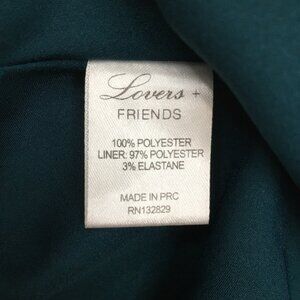 Lovers +
FRIENDS
100% POLYESTER
LINER: 97% POLYESTER
3% ELASTANE
MADE IN PRC
RN132829